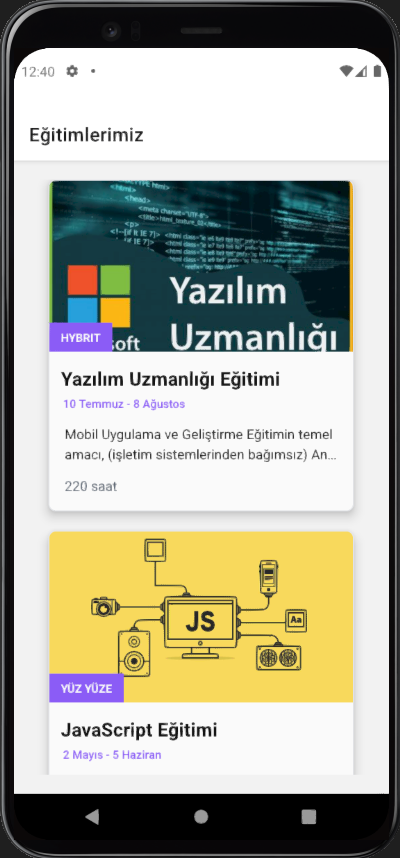 12:40
Eğitimlerimiz
Yazılım
Uzmanlığı
HYBRIT
soft
Yazılım Uzmanlığı Eğitimi
10 Temmuz - 8 Ağustos
Mobil Uygulama ve Geliştirme Eğitimin temel
amacı, (işletim sistemlerinden bağımsız) An...
220 saat
JS
Aa
YÜZ YÜZE
JavaScript Eğitimi
2 Mayıs - 5 Haziran